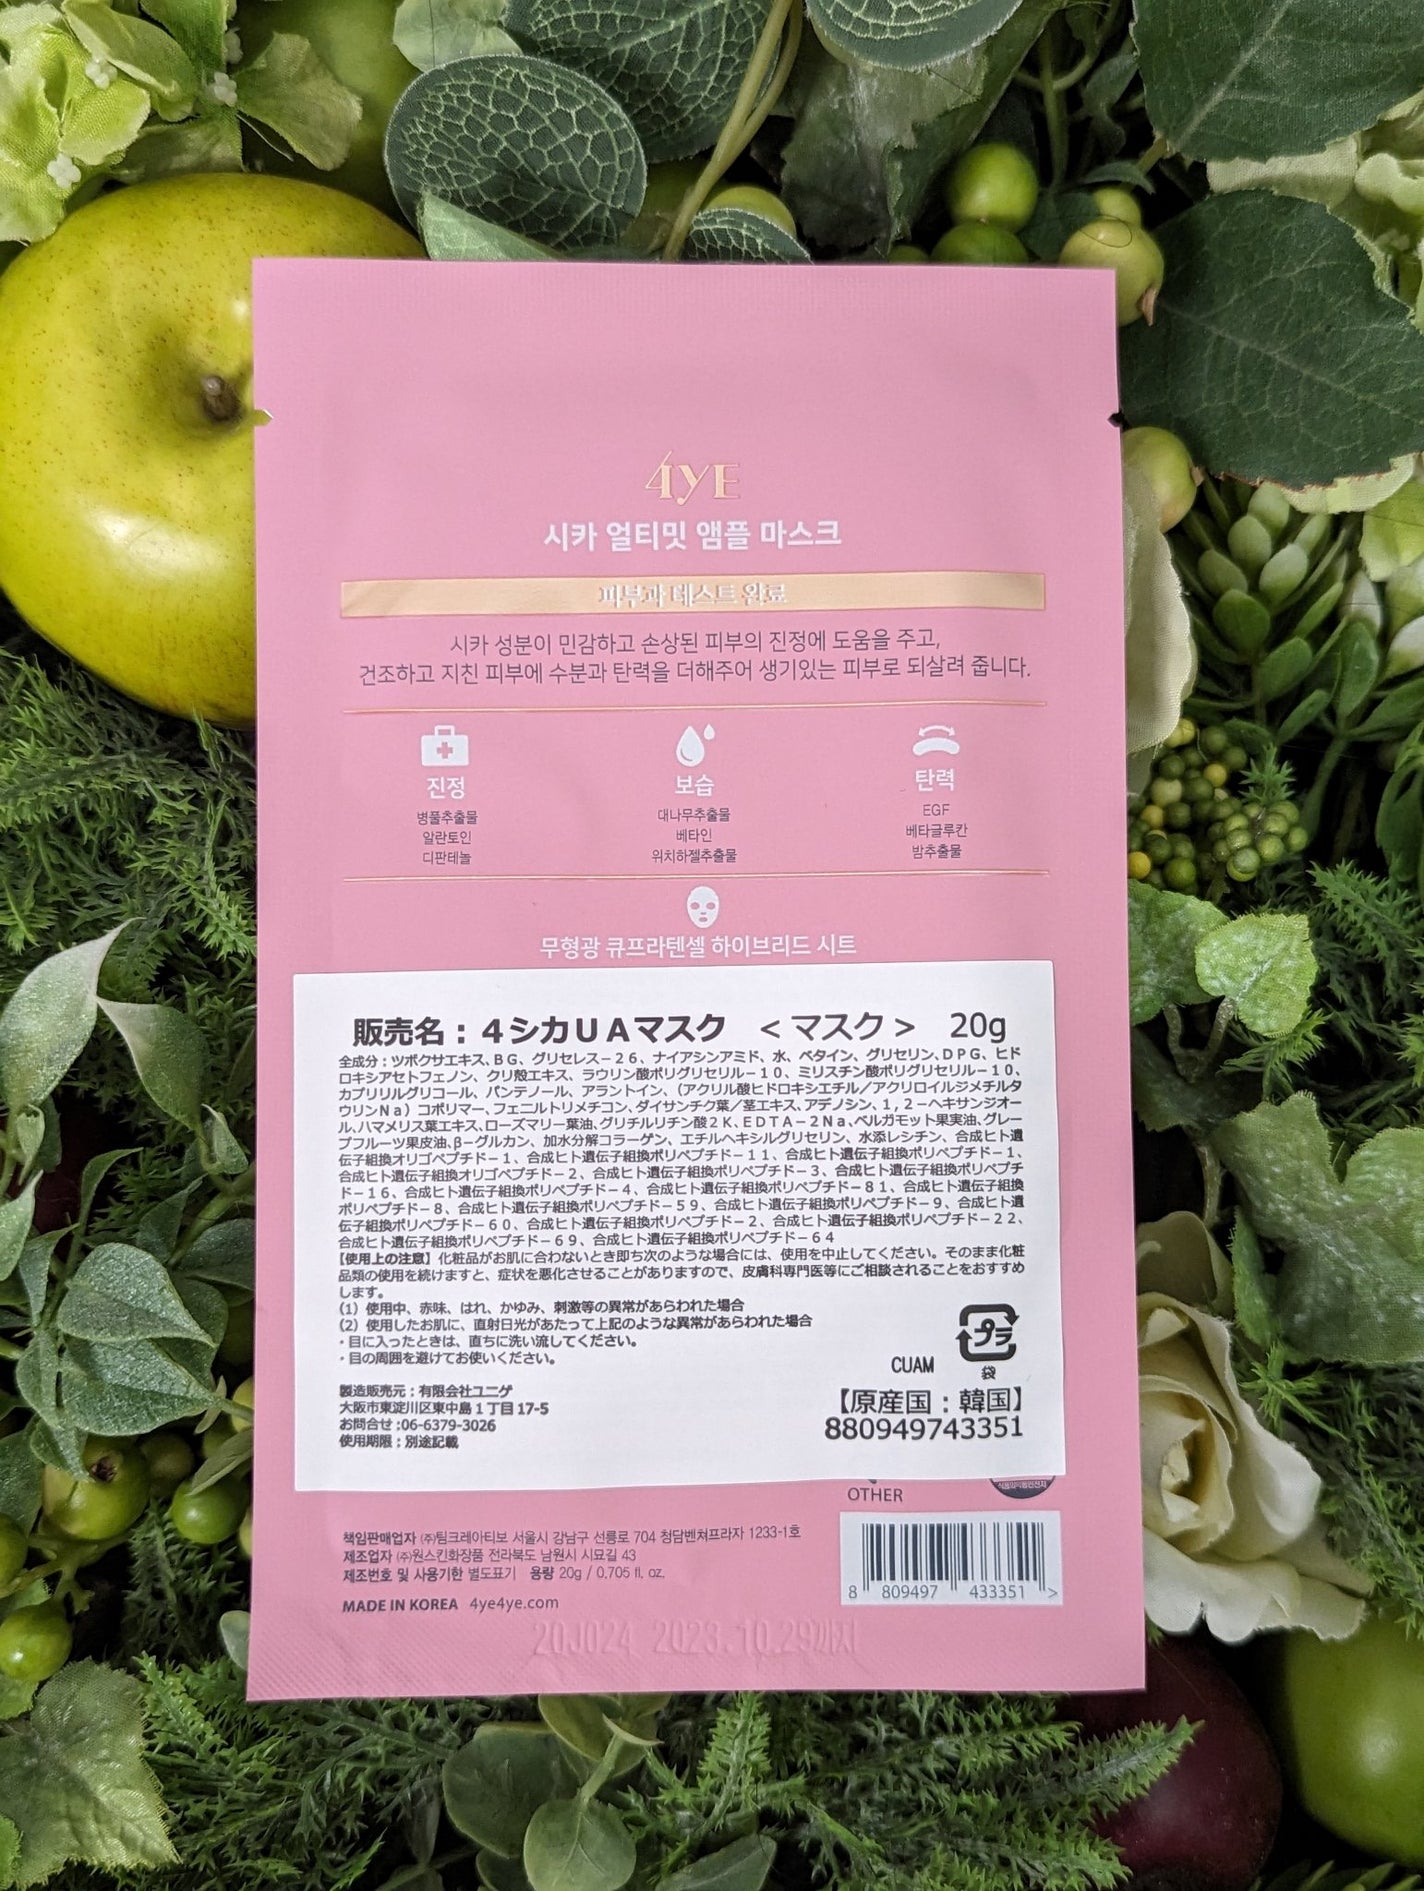 4YE
시카 얼티밋 앰플 마스크
피부과 테스트 완료
시카 성분이 민감하고 손상된 피부의 진정에 도움을 주고,
건조하고 지친 피부에 수분과 탄력을 더해주어 생기있는 피부로 되살려 줍니다.
진정
병풀추출물
알란토인
디판테놀
보습
대나무추출물
베타인
위치하젤추출물
탄력
EGF
베타글루칸
밤추출물
무형광 큐프라텐셀 하이브리드 시트
販売名：４シカＵＡマスク ＜マスク＞ 20g
全成分：ツボクサエキス、ＢＧ、グリセレス－２６、ナイアシンアミド、水、ベタイン、グリセリン、ＤＰＧ、ヒド
ロキシアセトフェノン、クリ殻エキス、ラウリン酸ポリグリセリル－１０、ミリスチン酸ポリグリセリル－１０、
カプリリルグリコール、パンテノール、アラントイン、（アクリル酸ヒドロキシエチル／アクリロイルジメチルタ
ウリンＮａ）コポリマー、フェニルトリメチコン、ダイサンチク葉／茎エキス、アデノシン、１，２－ヘキサンジオー
ル、ハマメリス葉エキス、ローズマリー葉油、グリチルリチン酸２Ｋ、ＥＤＴＡ－２Ｎａ、ベルガモット果実油、グレー
プフルーツ果皮油、β－グルカン、加水分解コラーゲン、エチルヘキシルグリセリン、水添レシチン、合成ヒト遺
伝子組換オリゴペプチド－１、合成ヒト遺伝子組換ポリペプチド－１１、合成ヒト遺伝子組換ポリペプチド－１、
合成ヒト遺伝子組換オリゴペプチド－２、合成ヒト遺伝子組換ポリペプチド－３、合成ヒト遺伝子組換ポリペプチ
ド－１６、合成ヒト遺伝子組換ポリペプチド－４、合成ヒト遺伝子組換ポリペプチド－８１、合成ヒト遺伝子組換
ポリペプチド－８、合成ヒト遺伝子組換ポリペプチド－５９、合成ヒト遺伝子組換ポリペプチド－９、合成ヒト遺
伝子組換ポリペプチド－６０、合成ヒト遺伝子組換ポリペプチド－２、合成ヒト遺伝子組換ポリペプチド－２２、
合成ヒト遺伝子組換ポリペプチド－６９、合成ヒト遺伝子組換ポリペプチド－６４
【使用上の注意】化粧品がお肌に合わないとき即ち次のような場合には、使用を中止してください。そのまま化粧
品類の使用を続けますと、症状を悪化させることがありますので、皮膚科専門医等にご相談されることをおすすめ
します。
（1）使用中、赤味、はれ、かゆみ、刺激等の異常があらわれた場合
（2）使用したお肌に、直射日光があたって上記のような異常があらわれた場合
・目に入ったときは、直ちに洗い流してください。
・目の周囲を避けてお使いください。
プラ
CUAM
袋
製造販売元：有限会社ユニゲ
大阪市東淀川区東中島１丁目 17-5
お問合せ：06-6379-3026
使用期限：別途記載
【原産国：韓国】
880949743351
OTHER
책임판매업자 (주)팀크레아티보 서울시 강남구 선릉로 704 청담벤쳐프라자 1233-1호
제조업자 (주)원스킨화장품 전라북도 남원시 시묘길 43
제조번호 및 사용기한 별도표기 용량 20g / 0.705 fl. oz.
MADE IN KOREA 4ye4ye.com
8 809497 433351 >
20J024 2023.10.29까지